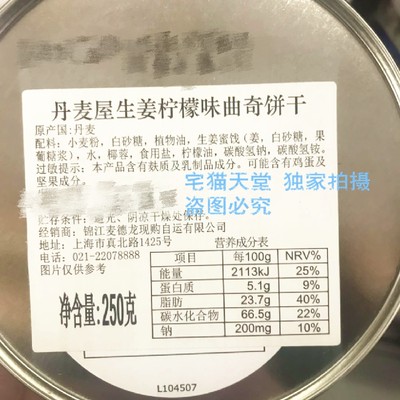 丹麦屋生姜柠檬味曲奇饼干
原产国:丹麦
配料：小麦粉，白砂糖，植物油，生姜蜜饯（姜，白砂糖，果
葡糖浆），水，椰蓉，食用盐，柠檬油，碳酸氢钠，碳酸氢铵。
过敏提示：本产品含有麸质及乳制品成分。可能含有鸡蛋及
坚果成分。
宅猫天堂 独家拍摄
盗图必究
贮存条件：避光、阴凉干燥处保存。
经销商：锦江麦德龙现购自运有限公司
地址：上海市真北路1425号
电话：021-22078888
图片仅供参考
净含量:250克
营养成分表
项目 每100g NRV%
能量 2113kJ 25%
蛋白质 5.1g 9%
脂肪 23.7g 40%
碳水化合物 66.5g 22%
钠 200mg 10%
L104507